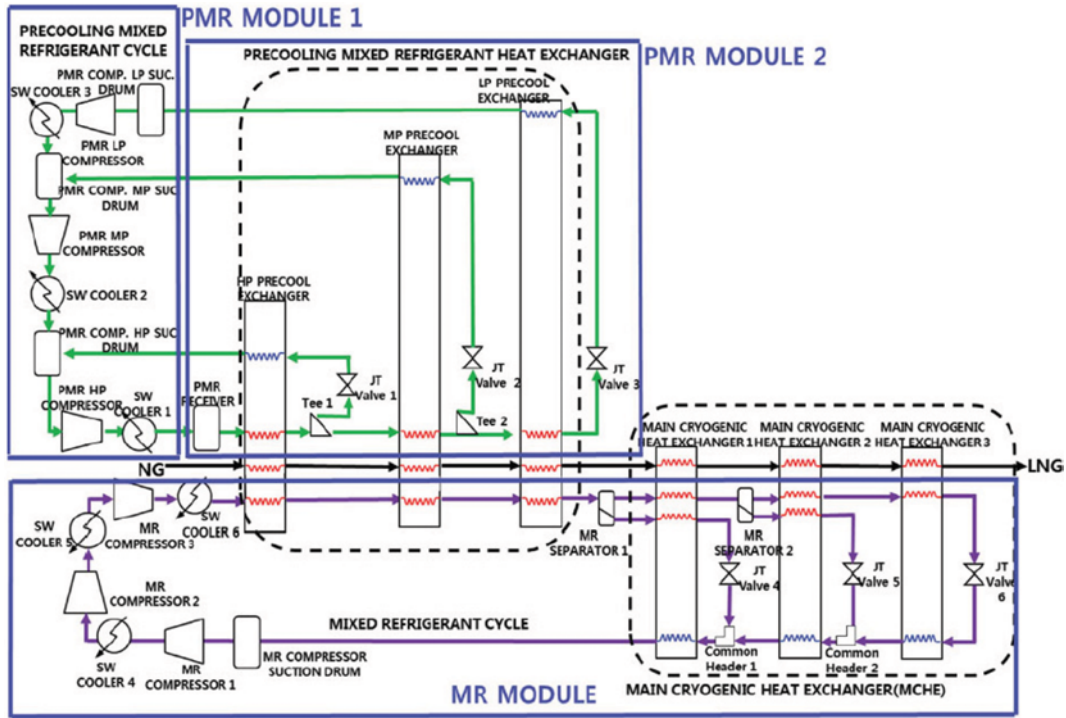 PMR MODULE 1
PRECOOLING MIXED
REFRIGERANT CYCLE
PMR COMP. LP SUC.
DRUM
SW COOLER 3
PMR LP
COMPRESSOR
PMR COMP. MP SUC.
DRUM
PMR MP
COMPRESSOR
SW COOLER 2
PMR COMP. HP SUC.
DRUM
PMR HP
COMPRESSOR
SW
COOLER 1
PMR MODULE 2
PRECOOLING MIXED REFRIGERANT HEAT EXCHANGER
LP PRECOOL
EXCHANGER
MP PRECOOL
EXCHANGER
HP PRECOOL
EXCHANGER
PMR
RECEIVER
Tee 1
JT
Valve 1
Tee 2
JT
Valve 2
JT
Valve 3
MAIN CRYOGENIC
HEAT EXCHANGER 1
MAIN CRYOGENIC
HEAT EXCHANGER 2
MAIN CRYOGENIC
HEAT EXCHANGER 3
NG
LNG
SW
COOLER 5
MR
COMPRESSOR 3
SW
COOLER 6
MR
SEPARATOR 1
MR
SEPARATOR 2
JT
Valve 4
JT
Valve 5
JT
Valve
6
MR
COMPRESSOR 2
SW
COOLER 4
MR
COMPRESSOR 1
MR COMPRESSOR
SUCTION DRUM
MIXED REFRIGERANT CYCLE
Common
Header 1
Common
Header 2
MR MODULE
MAIN CRYOGENIC HEAT EXCHANGER(MCHE)